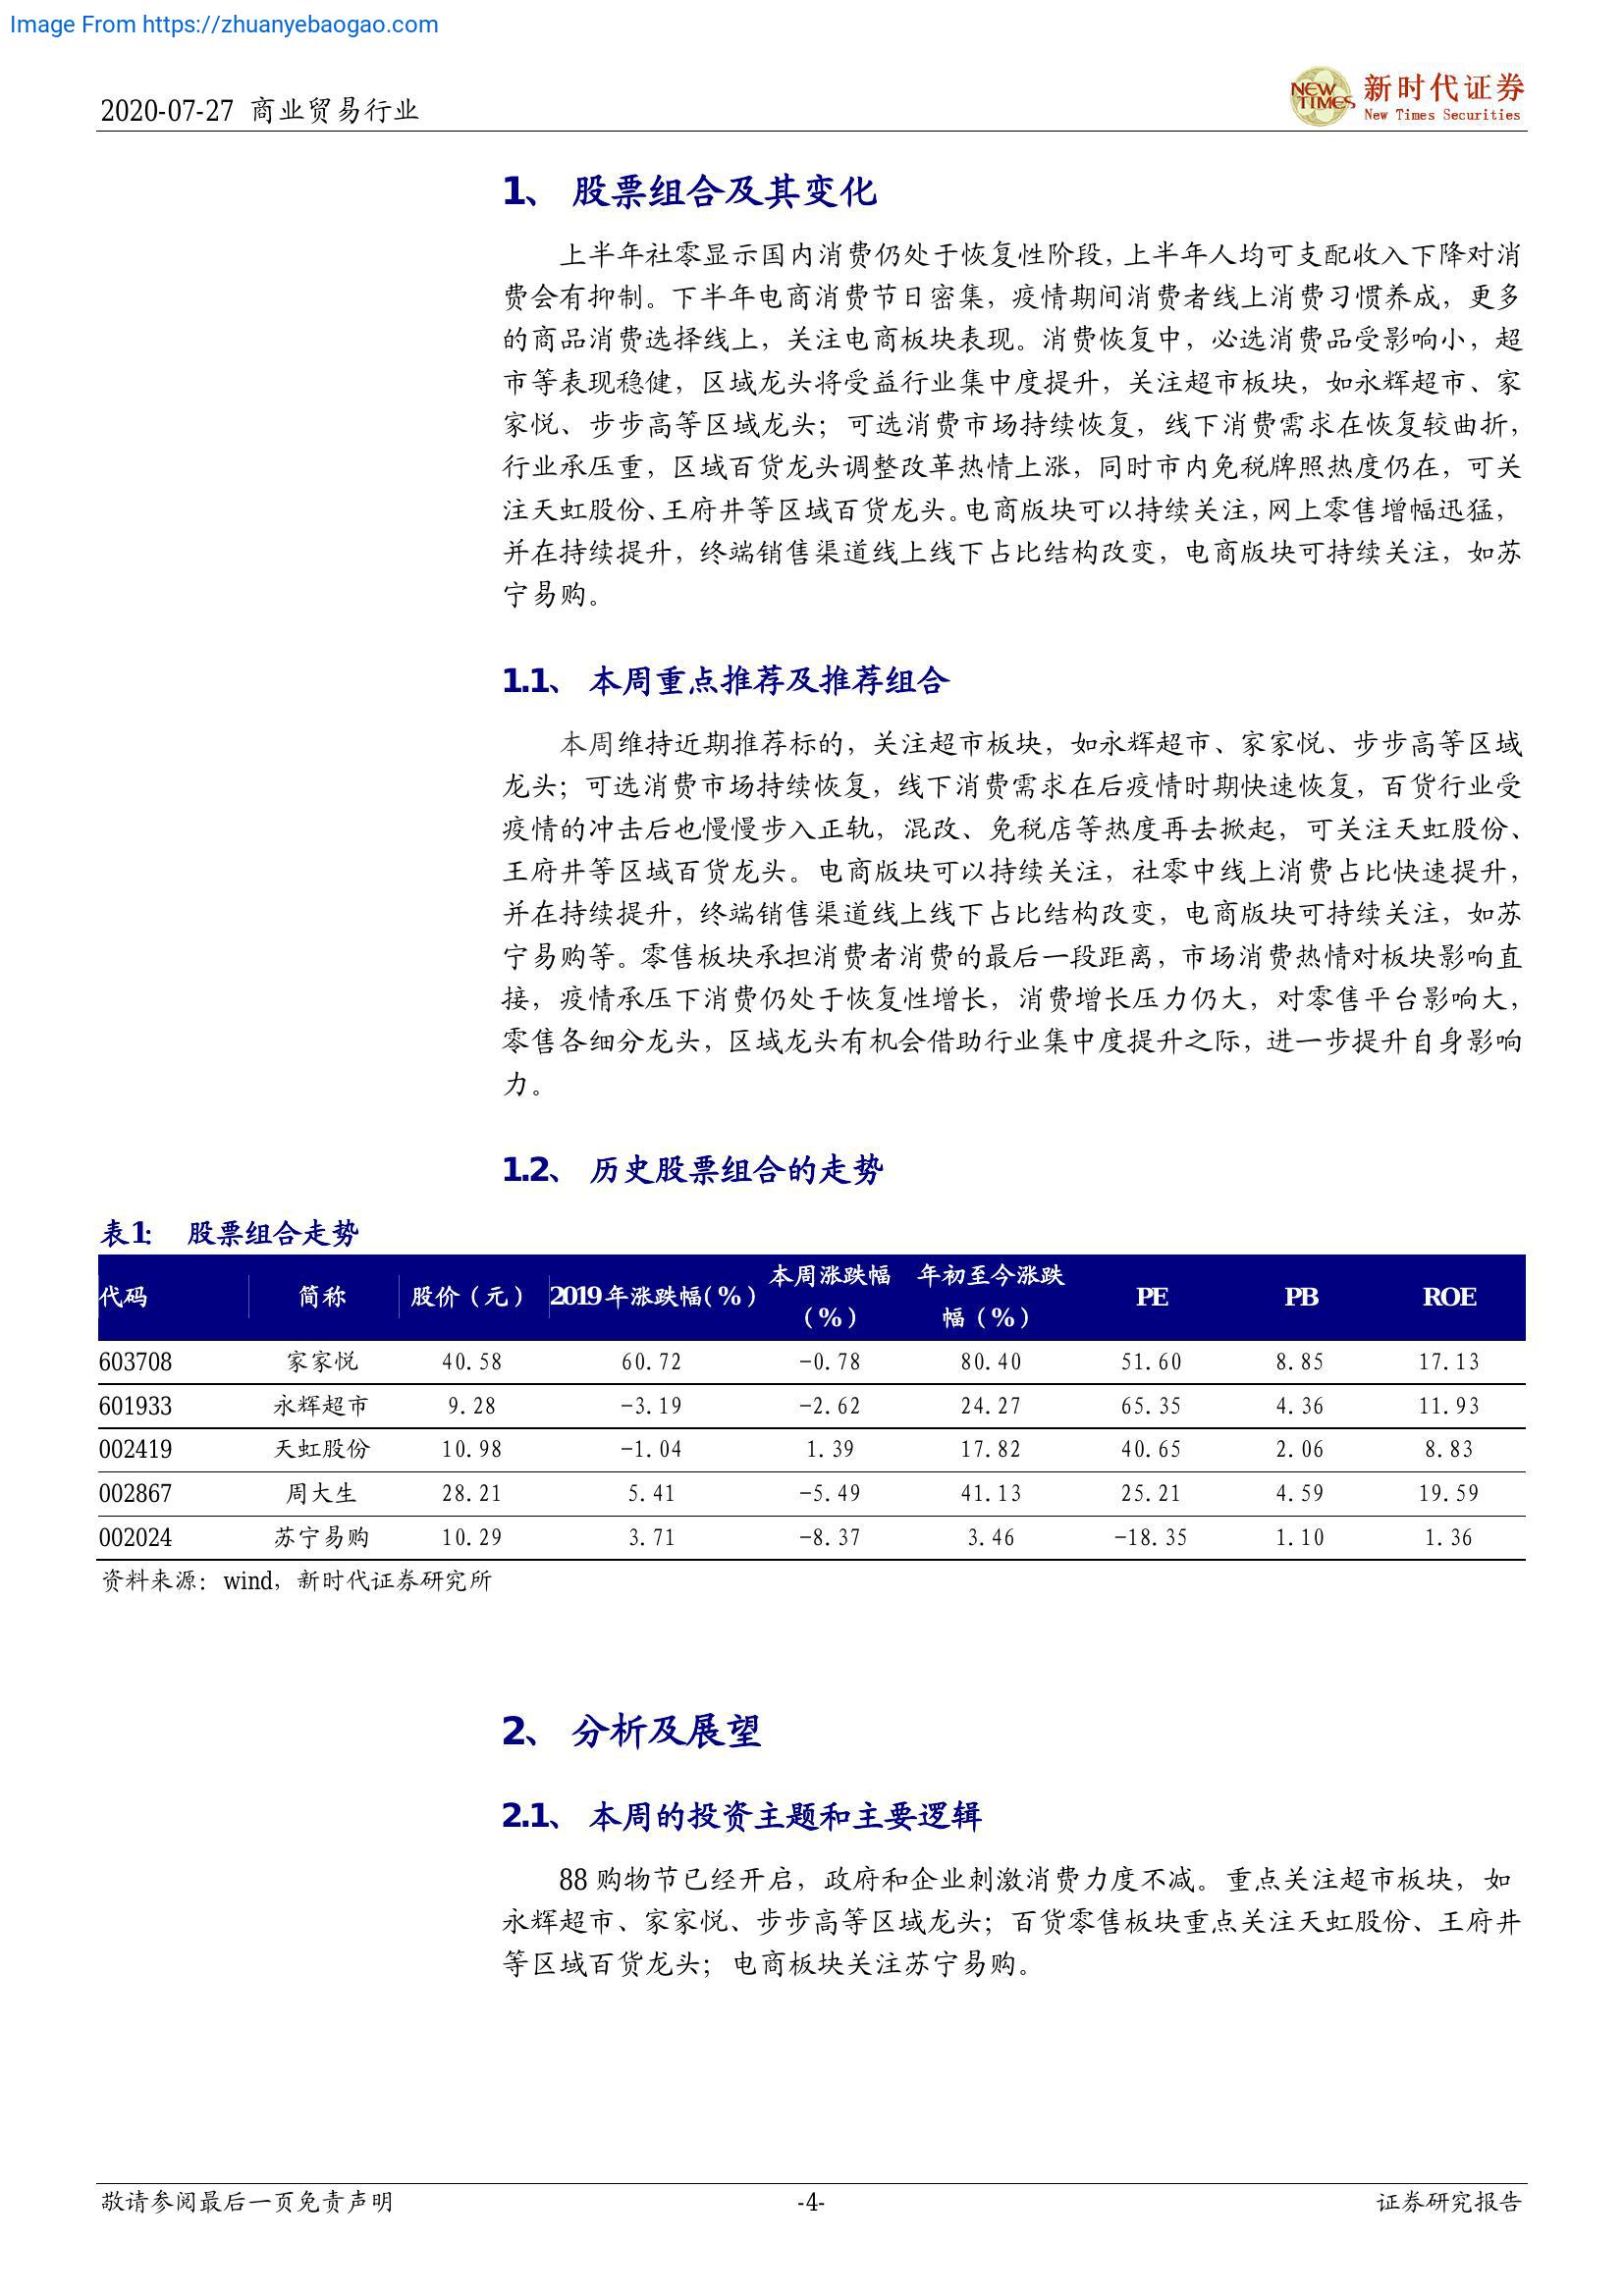 Image From https://zhuanyebaogao.com
2020-07-27 商业贸易行业
NEW TIMES
新时代证券
New Times Securities
1、 股票组合及其变化
上半年社零显示国内消费仍处于恢复性阶段，上半年人均可支配收入下降对消
费会有抑制。下半年电商消费节日密集，疫情期间消费者线上消费习惯养成，更多
的商品消费选择线上，关注电商板块表现。消费恢复中，必选消费品受影响小，超
市等表现稳健，区域龙头将受益行业集中度提升，关注超市板块，如永辉超市、家
家悦、步步高等区域龙头；可选消费市场持续恢复，线下消费需求在恢复较曲折，
行业承压重，区域百货龙头调整改革热情上涨，同时市内免税牌照热度仍在，可关
注天虹股份、王府井等区域百货龙头。电商版块可以持续关注，网上零售增幅迅猛，
并在持续提升，终端销售渠道线上线下占比结构改变，电商版块可持续关注，如苏
宁易购。
1.1、 本周重点推荐及推荐组合
本周维持近期推荐标的，关注超市板块，如永辉超市、家家悦、步步高等区域
龙头；可选消费市场持续恢复，线下消费需求在后疫情时期快速恢复，百货行业受
疫情的冲击后也慢慢步入正轨，混改、免税店等热度再去掀起，可关注天虹股份、
王府井等区域百货龙头。电商版块可以持续关注，社零中线上消费占比快速提升，
并在持续提升，终端销售渠道线上线下占比结构改变，电商版块可持续关注，如苏
宁易购等。零售板块承担消费者消费的最后一段距离，市场消费热情对板块影响直
接，疫情承压下消费仍处于恢复性增长，消费增长压力仍大，对零售平台影响大，
零售各细分龙头，区域龙头有机会借助行业集中度提升之际，进一步提升自身影响
力。
1.2、 历史股票组合的走势
表1： 股票组合走势
代码 简称 股价（元） 2019年涨跌幅(%) 本周涨跌幅（%） 年初至今涨跌幅（%） PE PB ROE
603708 家家悦 40.58 60.72 -0.78 80.40 51.60 8.85 17.13
601933 永辉超市 9.28 -3.19 -2.62 24.27 65.35 4.36 11.93
002419 天虹股份 10.98 -1.04 1.39 17.82 40.65 2.06 8.83
002867 周大生 28.21 5.41 -5.49 41.13 25.21 4.59 19.59
002024 苏宁易购 10.29 3.71 -8.37 3.46 -18.35 1.10 1.36
资料来源：wind，新时代证券研究所
2、 分析及展望
2.1、 本周的投资主题和主要逻辑
88 购物节已经开启，政府和企业刺激消费力度不减。重点关注超市板块，如
永辉超市、家家悦、步步高等区域龙头；百货零售板块重点关注天虹股份、王府井
等区域百货龙头；电商板块关注苏宁易购。
敬请参阅最后一页免责声明 -4- 证券研究报告